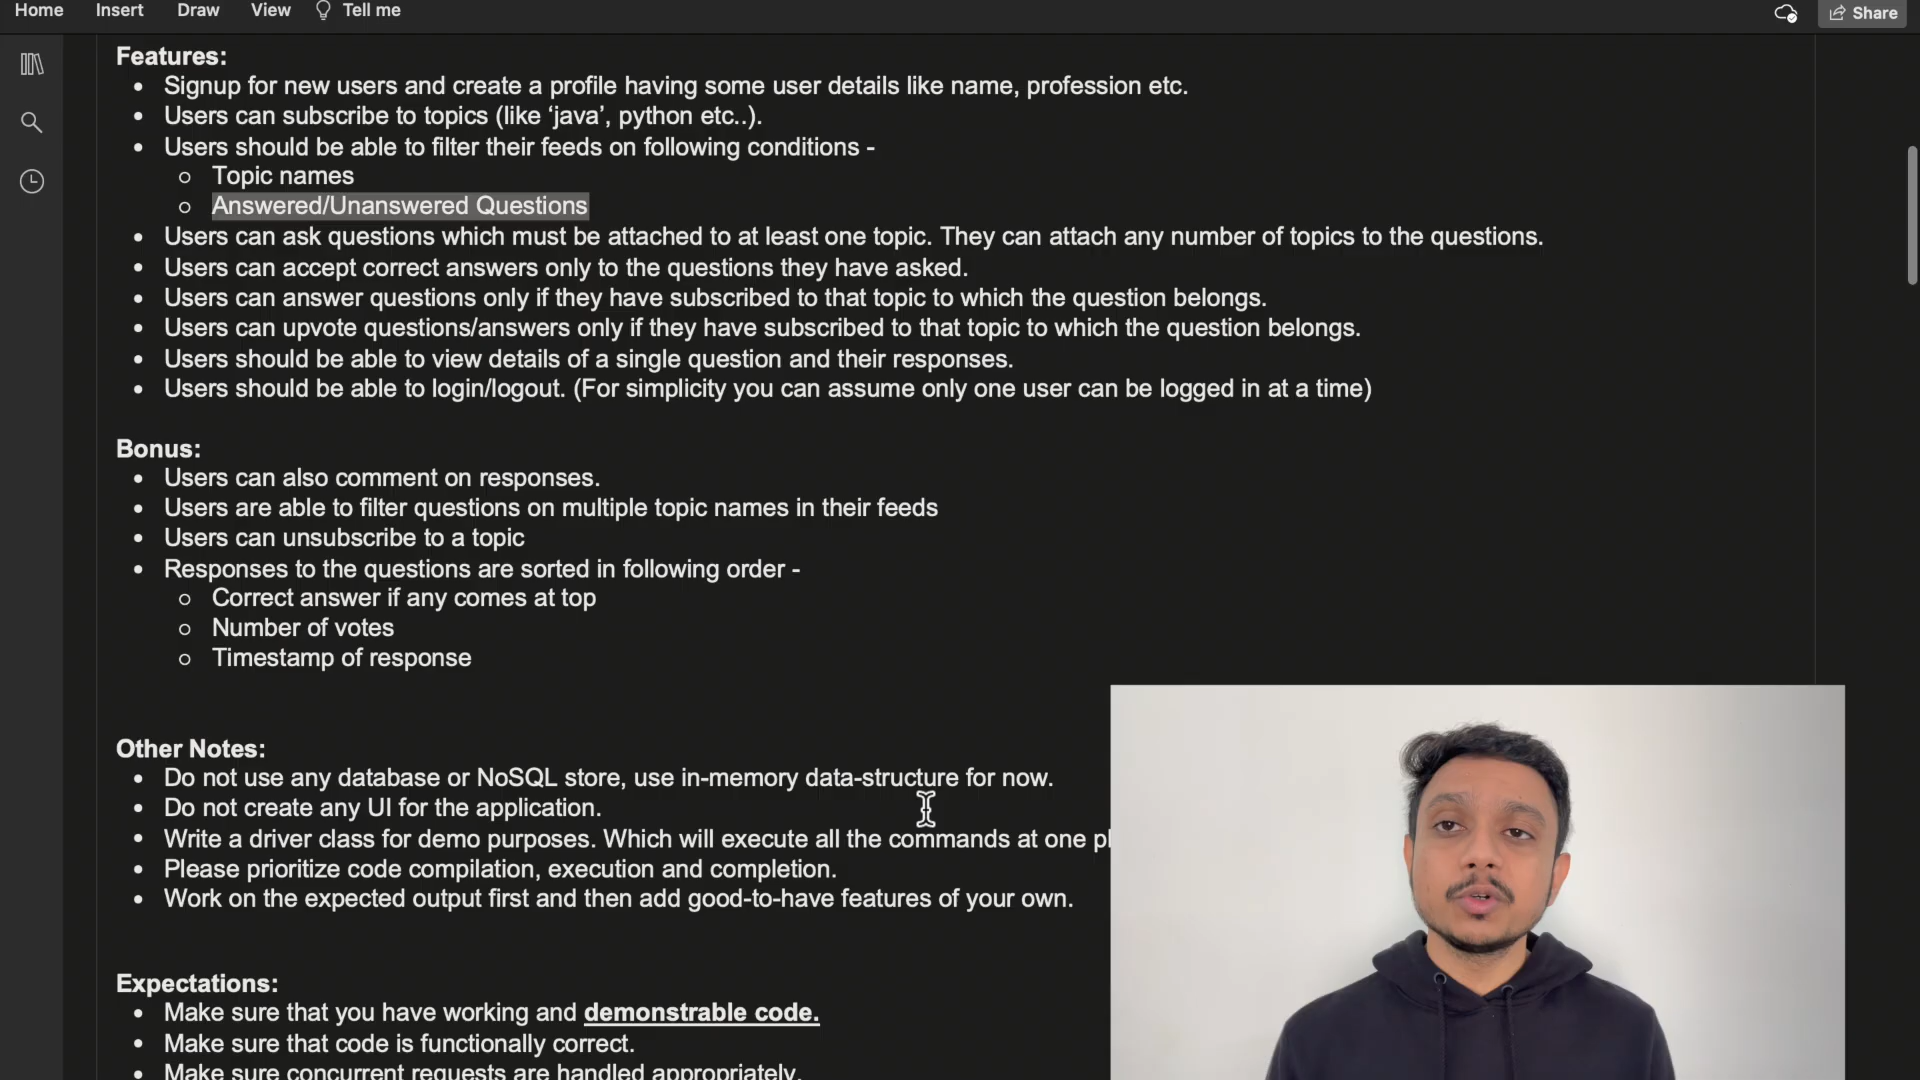 Home Insert Draw View Tell me Share
Features:
• Signup for new users and create a profile having some user details like name, profession etc.
• Users can subscribe to topics (like ‘java’, python etc..).
• Users should be able to filter their feeds on following conditions -
o Topic names
o Answered/Unanswered Questions
• Users can ask questions which must be attached to at least one topic. They can attach any number of topics to the questions.
• Users can accept correct answers only to the questions they have asked.
• Users can answer questions only if they have subscribed to that topic to which the question belongs.
• Users can upvote questions/answers only if they have subscribed to that topic to which the question belongs.
• Users should be able to view details of a single question and their responses.
• Users should be able to login/logout. (For simplicity you can assume only one user can be logged in at a time)
Bonus:
• Users can also comment on responses.
• Users are able to filter questions on multiple topic names in their feeds
• Users can unsubscribe to a topic
• Responses to the questions are sorted in following order -
o Correct answer if any comes at top
o Number of votes
o Timestamp of response
Other Notes:
• Do not use any database or NoSQL store, use in-memory data-structure for now.
• Do not create any UI for the application.
• Write a driver class for demo purposes. Which will execute all the commands at one
• Please prioritize code compilation, execution and completion.
• Work on the expected output first and then add good-to-have features of your own.
Expectations:
• Make sure that you have working and demonstrable code.
• Make sure that code is functionally correct.
• Make sure concurrent requests are handled appropriately.